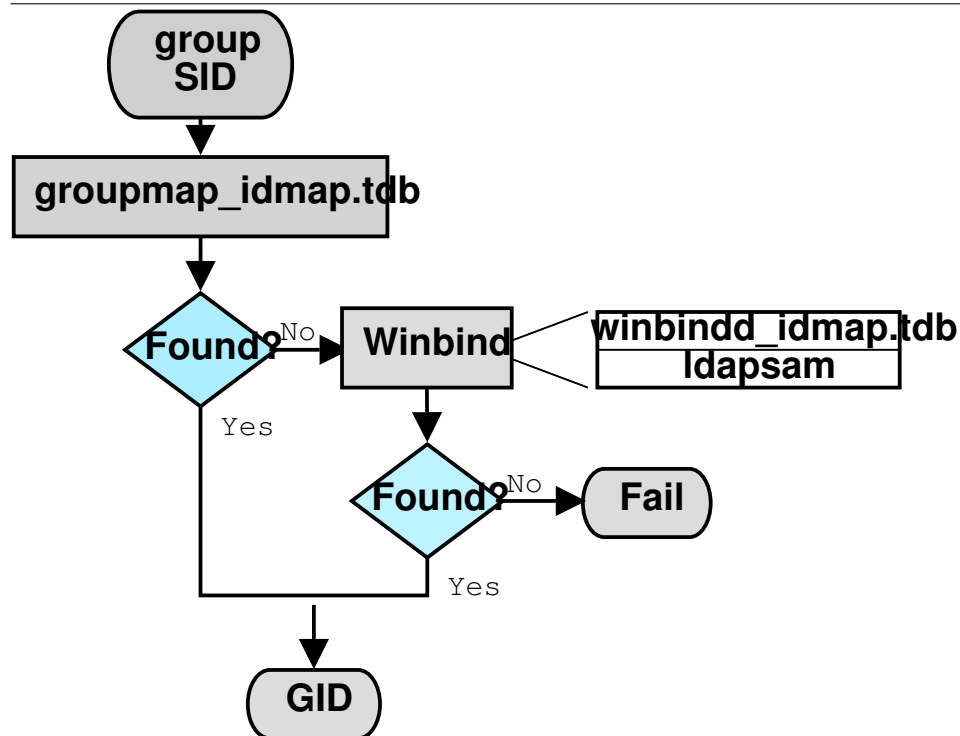 group
SID
groupmap_idmap.tdb
Found?
No
Winbind
winbindd_idmap.tdb
ldapsam
Yes
Found?
No
Fail
Yes
GID